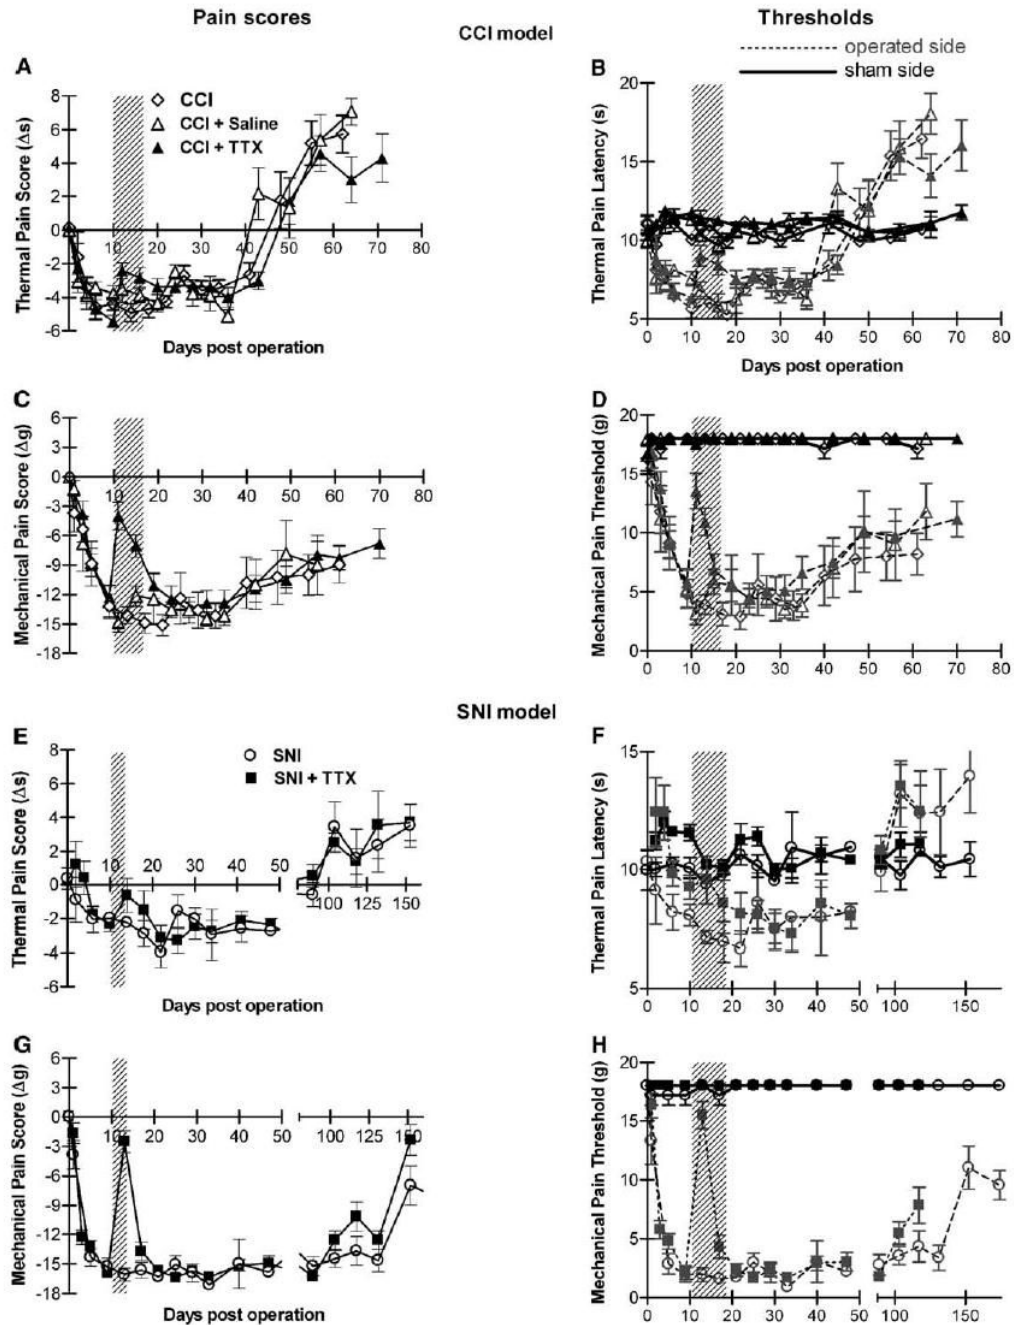 Pain scores
Thresholds
CCI model
operated side
sham side
A
Thermal Pain Score (Δs)
8
6
4
2
0
-2
-4
-6
CCI
CCI + Saline
CCI + TTX
10 20 30 40 50 60 70 80
Days post operation
B
Thermal Pain Latency (s)
20
15
10
5
0 10 20 30 40 50 60 70 80
Days post operation
C
Mechanical Pain Score (Δg)
6
3
0
-3
-6
-9
-12
-15
-18
10 20 30 40 50 60 70 80
D
Mechanical Pain Threshold (g)
20
15
10
5
0
0 10 20 30 40 50 60 70 80
SNI model
E
Thermal Pain Score (Δs)
8
6
4
2
0
-2
-4
-6
SNI
SNI + TTX
10 20 30 40 50 100 125 150
Days post operation
F
Thermal Pain Latency (s)
15
10
5
0 10 20 30 40 50 100 150
G
Mechanical Pain Score (Δg)
6
3
0
-3
-6
-9
-12
-15
-18
10 20 30 40 50 100 125 150
Days post operation
H
Mechanical Pain Threshold (g)
20
15
10
5
0
0 10 20 30 40 50 100 150